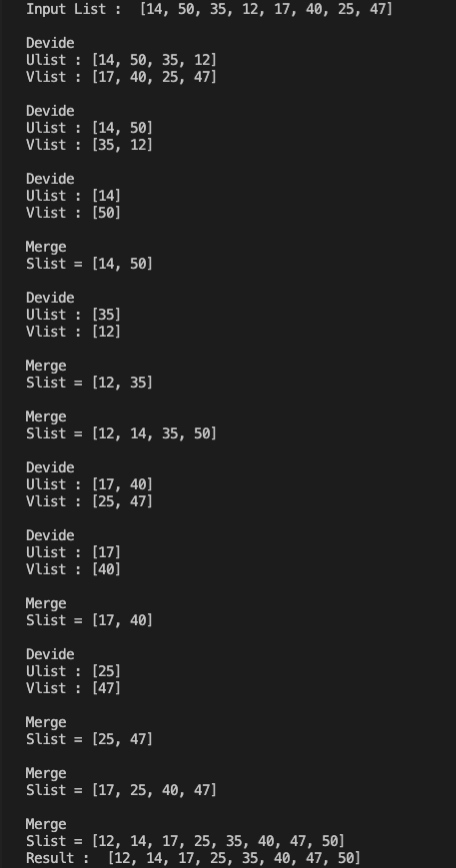 Input List :  [14, 50, 35, 12, 17, 40, 25, 47]
Devide
Ulist : [14, 50, 35, 12]
Vlist : [17, 40, 25, 47]
Devide
Ulist : [14, 50]
Vlist : [35, 12]
Devide
Ulist : [14]
Vlist : [50]
Merge
Slist = [14, 50]
Devide
Ulist : [35]
Vlist : [12]
Merge
Slist = [12, 35]
Merge
Slist = [12, 14, 35, 50]
Devide
Ulist : [17, 40]
Vlist : [25, 47]
Devide
Ulist : [17]
Vlist : [40]
Merge
Slist = [17, 40]
Devide
Ulist : [25]
Vlist : [47]
Merge
Slist = [25, 47]
Merge
Slist = [17, 25, 40, 47]
Merge
Slist = [12, 14, 17, 25, 35, 40, 47, 50]
Result :  [12, 14, 17, 25, 35, 40, 47, 50]